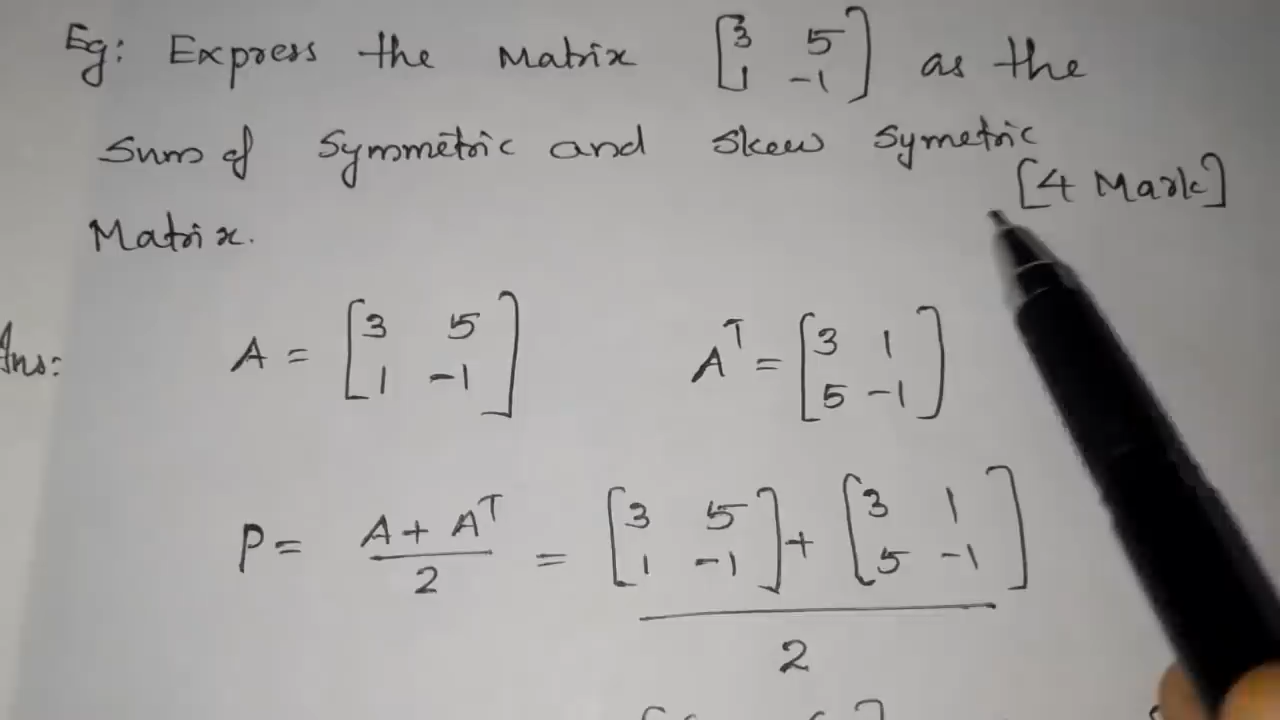 Eg: Express the Matrix [3 5; 1 -1] as the
Sum of Symmetric and Skew Symetric
[4 Mark]
Matrix.
Ans: A = [3 5; 1 -1] A^T = [3 1; 5 -1]
P = (A + A^T)/2 = ([3 5; 1 -1] + [3 1; 5 -1])/2